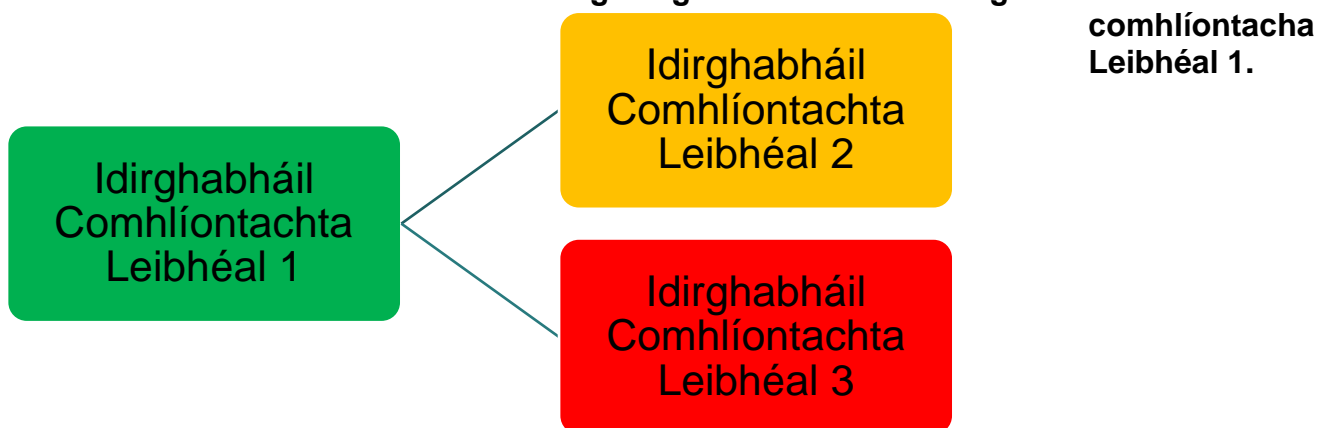 comhlíontacha
Leibhéal 1.
Idirghabháil
Comhlíontachta
Leibhéal 1
Idirghabháil
Comhlíontachta
Leibhéal 2
Idirghabháil
Comhlíontachta
Leibhéal 3